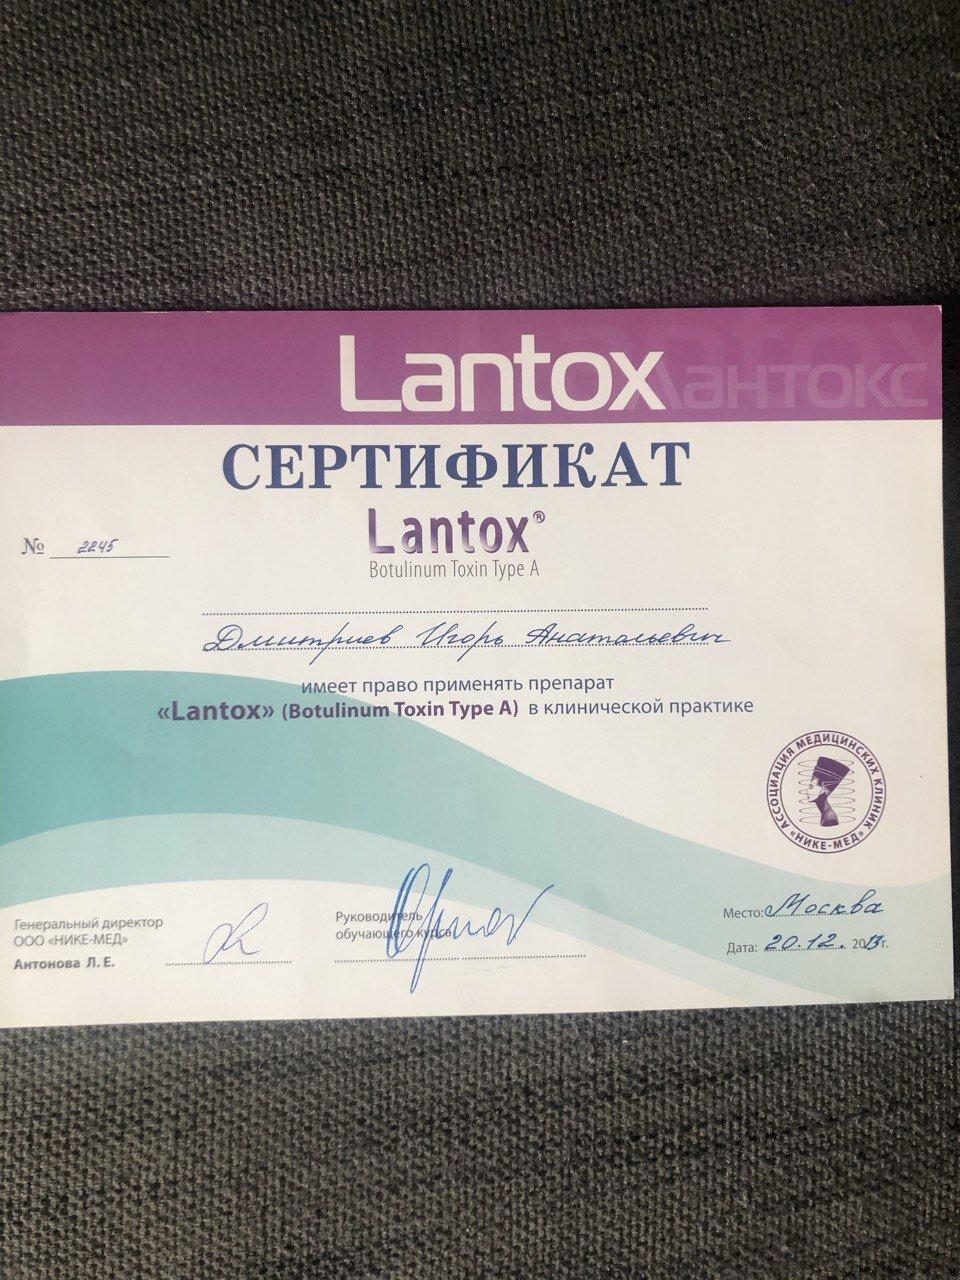 Lantox
Лантокс
СЕРТИФИКАТ
Lantox®
Botulinum Toxin Type A
№ 2245
Дмитриев Игорь Анатольевич
имеет право применять препарат
«Lantox» (Botulinum Toxin Type A) в клинической практике
АССОЦИАЦИЯ МЕДИЦИНСКИХ КЛИНИК
«НИКЕ-МЕД»
Генеральный директор
ООО «НИКЕ-МЕД»
Антонова Л. Е.
Руководитель
обучающего курса
Место: Москва
Дата: 20.12. 2013г.